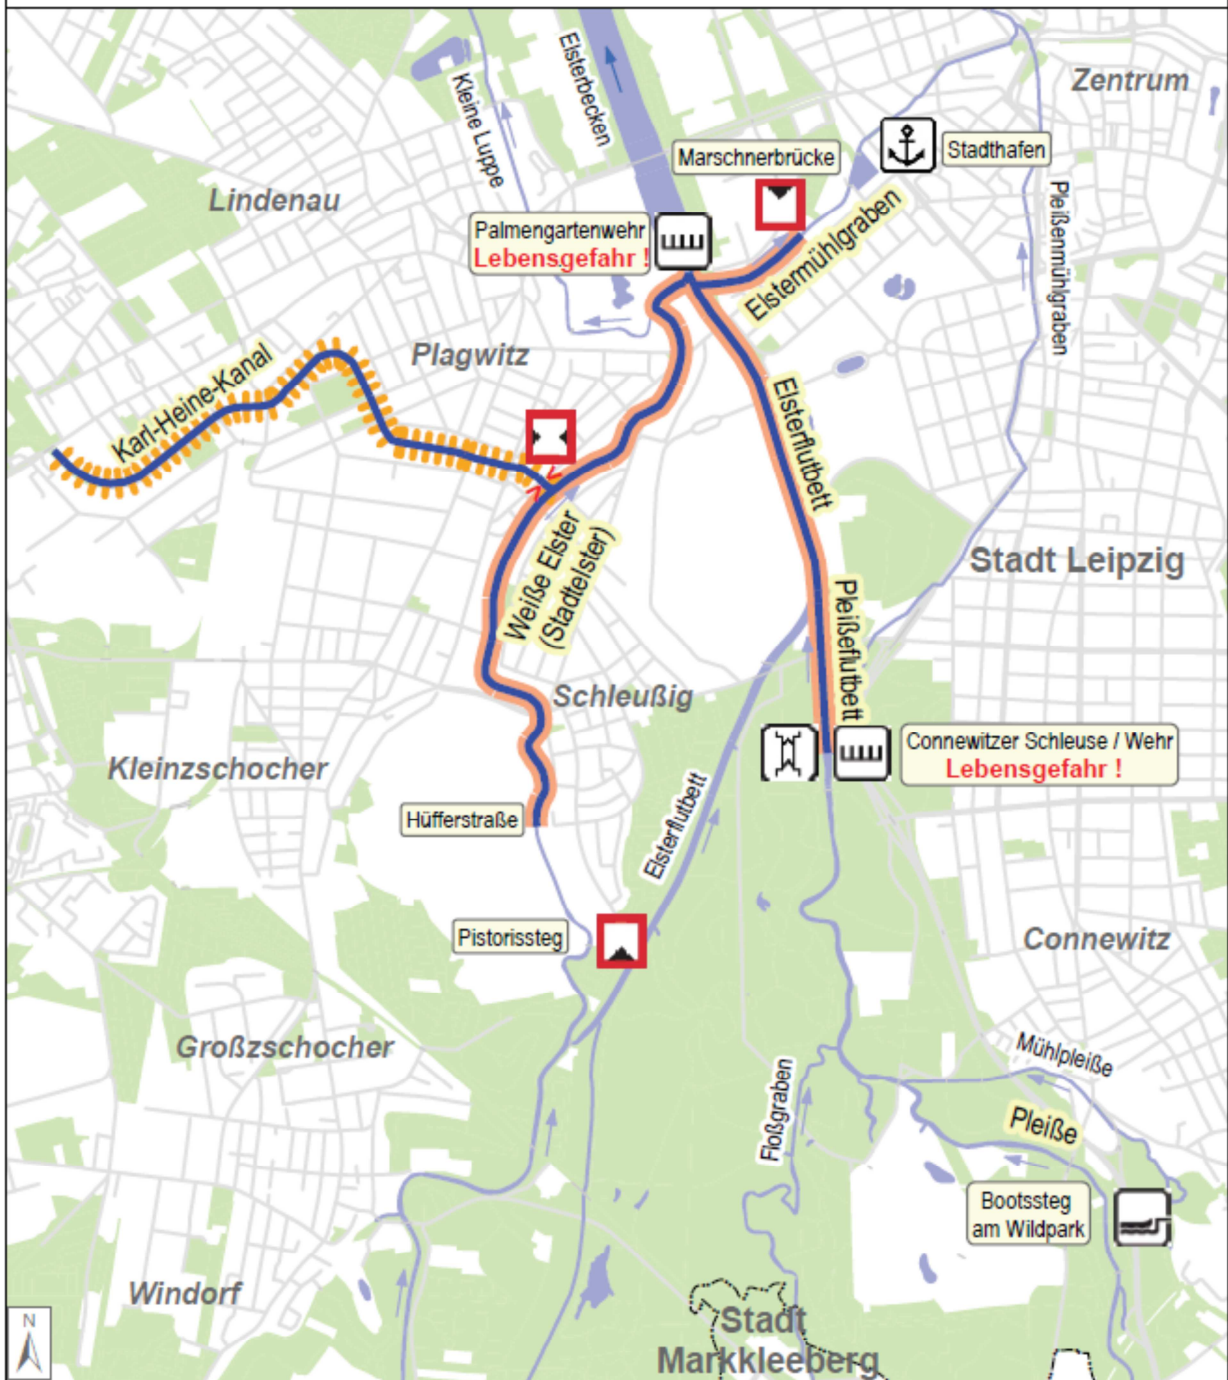 Zentrum
Elsterbecken
Kleine Luppe
Marschnerbrücke
Stadthafen
Lindenau
Pleißenmühlgraben
Palmengartenwehr
Lebensgefahr !
Elstermühlgraben
Plagwitz
Karl-Heine-Kanal
Elsterflutbett
Weiße Elster
(Stadtelster)
Stadt Leipzig
Pleißeflutbett
Schleußig
Connewitzer Schleuse / Wehr
Lebensgefahr !
Kleinzschocher
Hüfferstraße
Elsterflutbett
Pistorissteg
Connewitz
Großzschocher
Mühlpleiße
Floßgraben
Pleiße
Bootssteg
am Wildpark
Windorf
Stadt
Markkleeberg
N